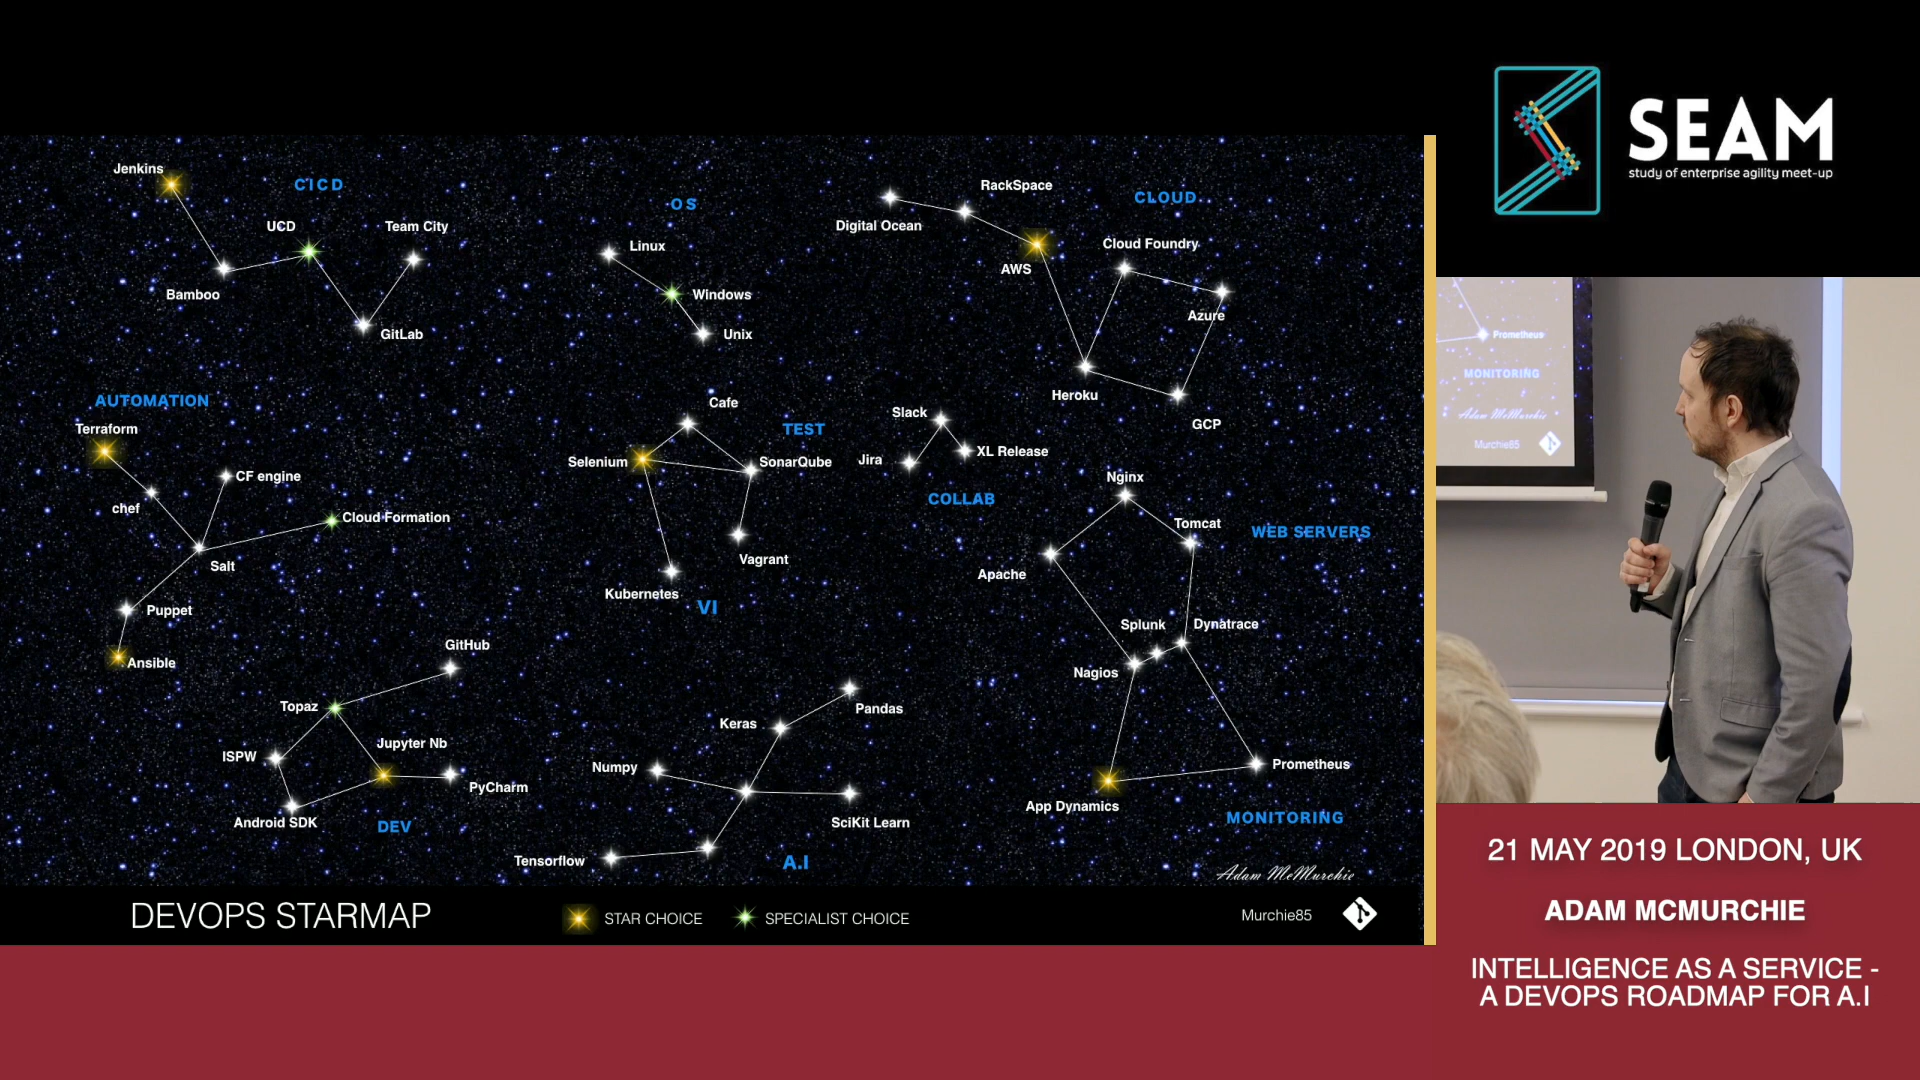 Jenkins
CICD
UCD
Team City
Bamboo
GitLab
OS
Linux
Windows
Unix
RackSpace
CLOUD
Digital Ocean
Cloud Foundry
AWS
Azure
Heroku
GCP
AUTOMATION
Terraform
CF engine
chef
Cloud Formation
Salt
Puppet
Ansible
Cafe
TEST
Selenium
SonarQube
Vagrant
Kubernetes
VI
Slack
XL Release
Jira
COLLAB
Nginx
Tomcat
WEB SERVERS
Apache
Splunk
Dynatrace
Nagios
Prometheus
App Dynamics
MONITORING
GitHub
Topaz
Jupyter Nb
ISPW
PyCharm
Android SDK
DEV
Pandas
Keras
Numpy
SciKit Learn
Tensorflow
A.I
Adam McMurchie
DEVOPS STARMAP
STAR CHOICE
SPECIALIST CHOICE
Murchie85
SEAM
study of enterprise agility meet-up
Prometheus
MONITORING
Adam McMurchie
Murchie85
21 MAY 2019 LONDON, UK
ADAM MCMURCHIE
INTELLIGENCE AS A SERVICE -
A DEVOPS ROADMAP FOR A.I